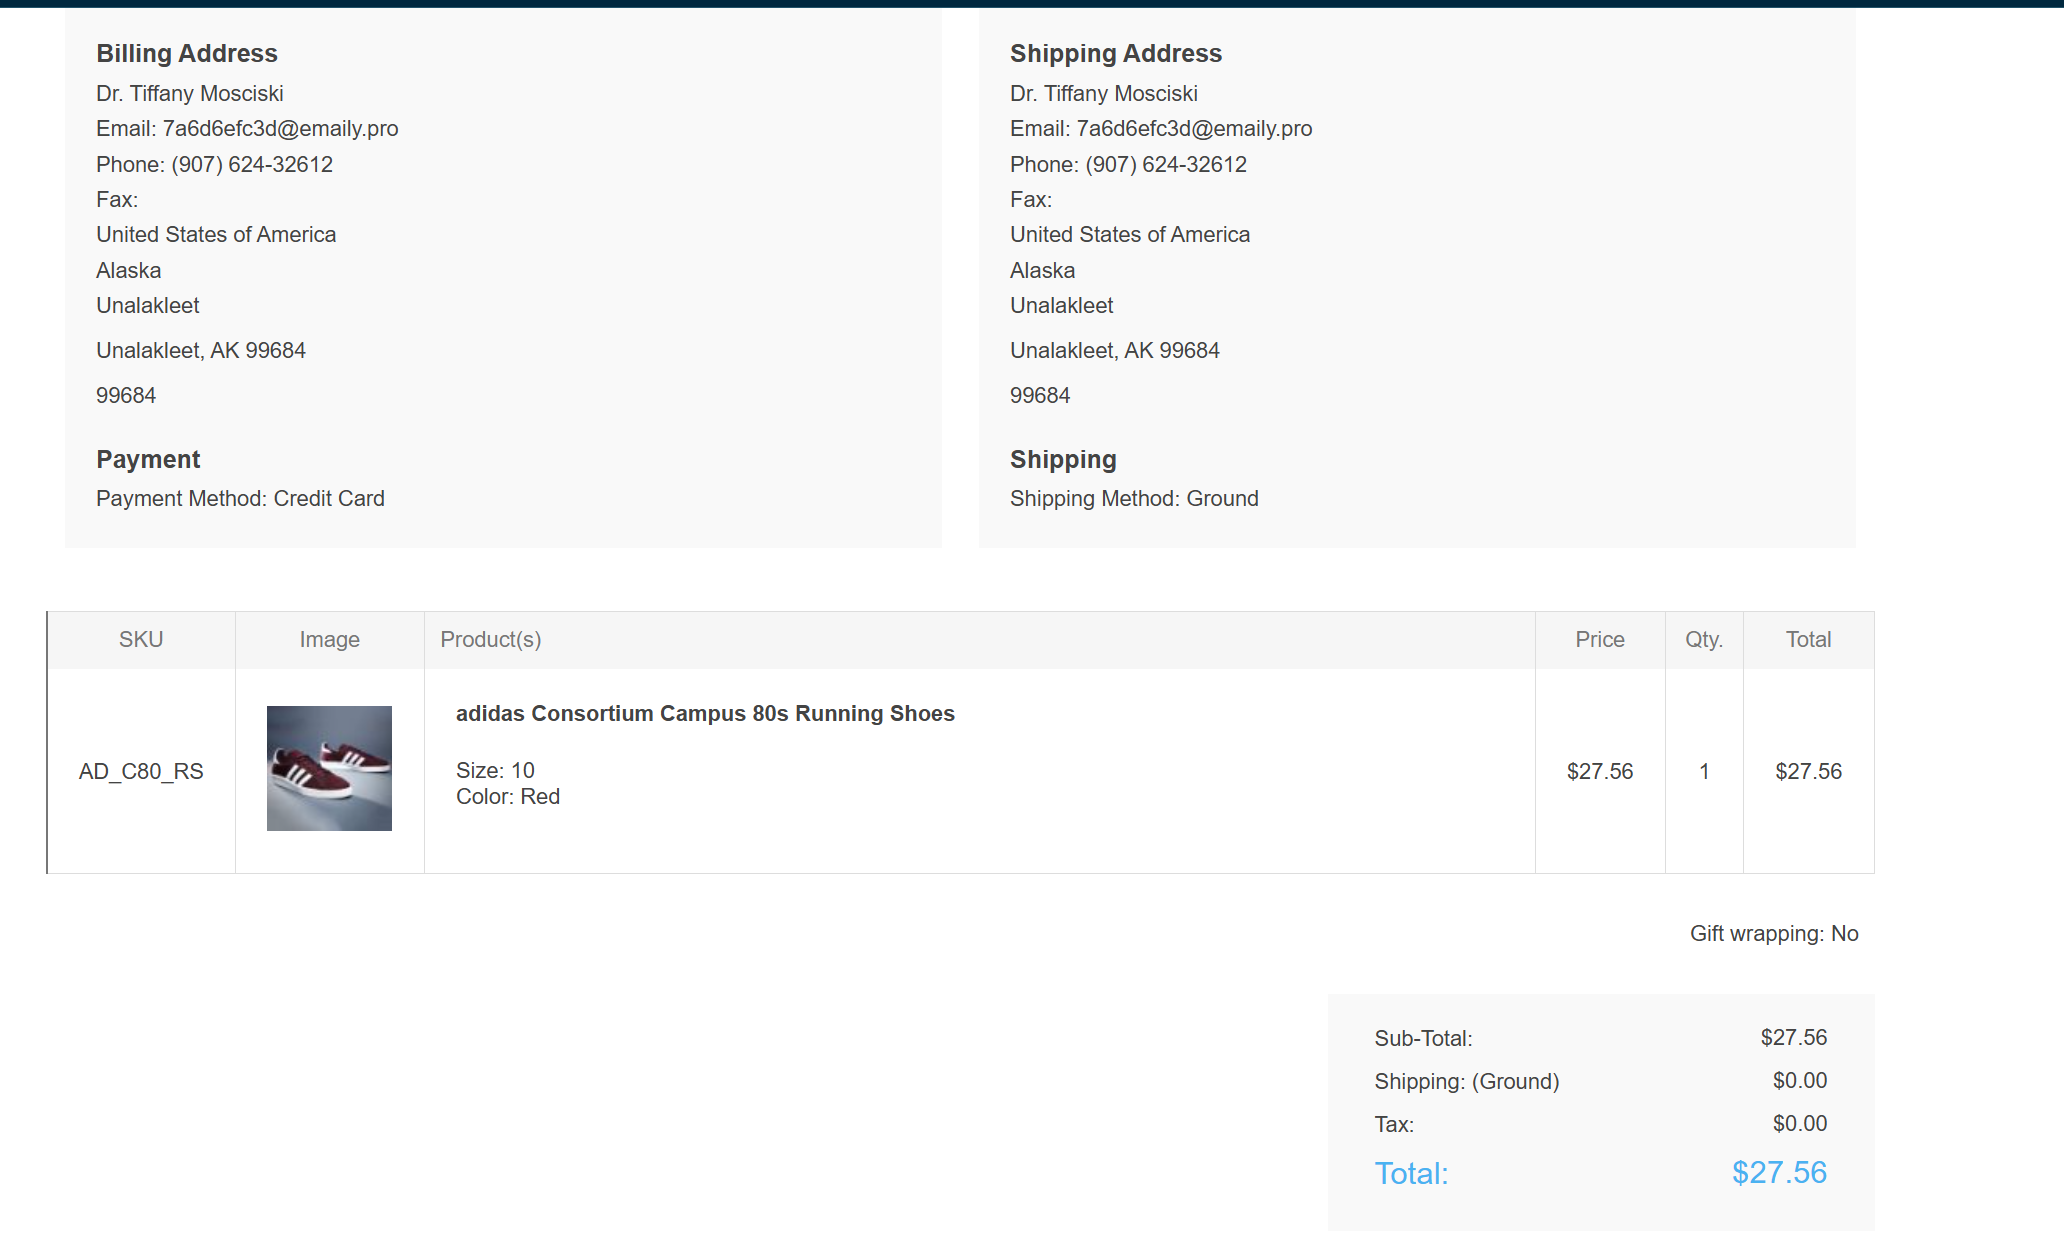 Billing Address
Dr. Tiffany Mosciski
Email: 7a6d6efc3d@emaily.pro
Phone: (907) 624-32612
Fax:
United States of America
Alaska
Unalakleet
Unalakleet, AK 99684
99684
Payment
Payment Method: Credit Card
Shipping Address
Dr. Tiffany Mosciski
Email: 7a6d6efc3d@emaily.pro
Phone: (907) 624-32612
Fax:
United States of America
Alaska
Unalakleet
Unalakleet, AK 99684
99684
Shipping
Shipping Method: Ground
SKU Image Product(s) Price Qty. Total
adidas Consortium Campus 80s Running Shoes
AD_C80_RS Size: 10 $27.56 1 $27.56
Color: Red
Gift wrapping: No
Sub-Total: $27.56
Shipping: (Ground) $0.00
Tax: $0.00
Total: $27.56